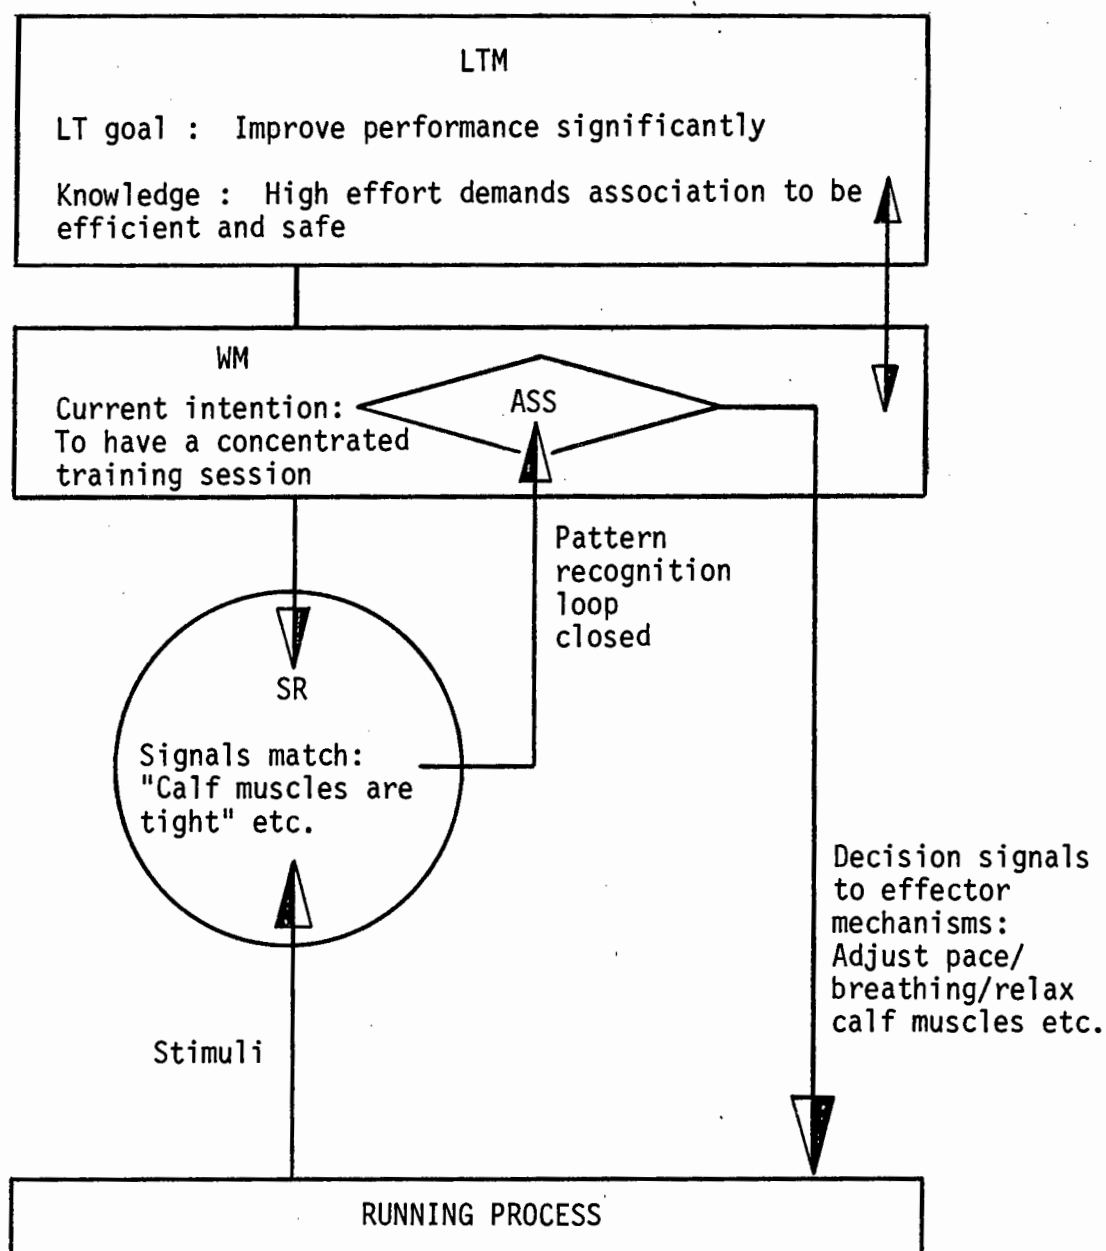 LTM
LT goal : Improve performance significantly
Knowledge : High effort demands association to be
efficient and safe
WM
Current intention:
To have a concentrated
training session
ASS
Pattern
recognition
loop
closed
SR
Signals match:
"Calf muscles are
tight" etc.
Decision signals
to effector
mechanisms:
Adjust pace/
breathing/relax
calf muscles etc.
Stimuli
RUNNING PROCESS